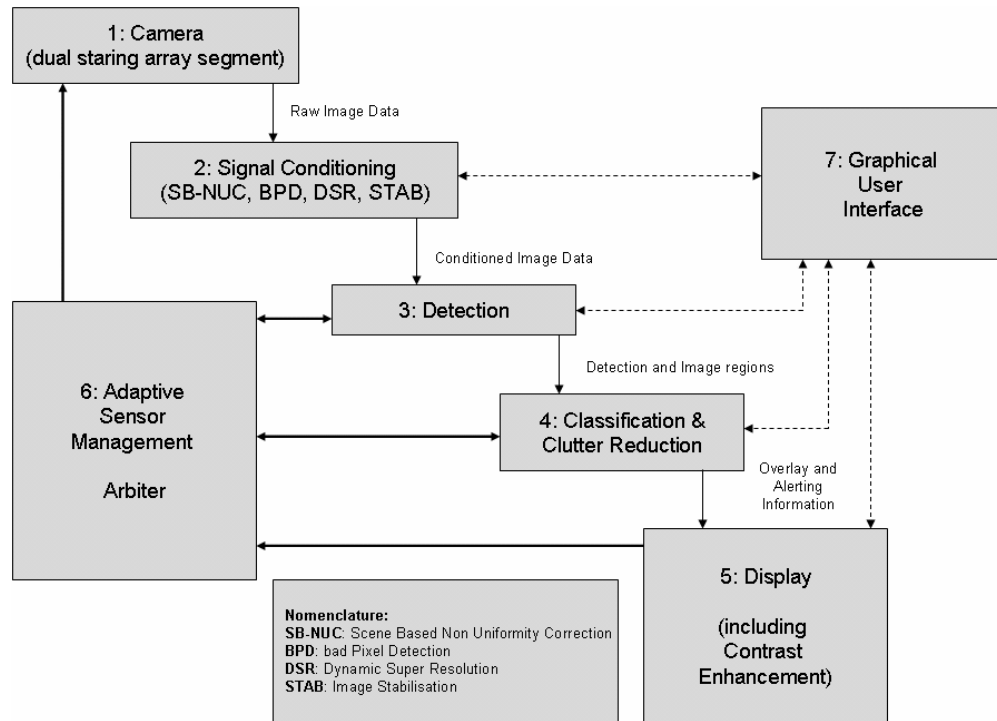 1: Camera
(dual staring array segment)
Raw Image Data
2: Signal Conditioning
(SB-NUC, BPD, DSR, STAB)
7: Graphical
User
Interface
Conditioned Image Data
3: Detection
Detection and Image regions
6: Adaptive
Sensor
Management
Arbiter
4: Classification &
Clutter Reduction
Overlay and
Alerting
Information
5: Display
(including
Contrast
Enhancement)
Nomenclature:
SB-NUC: Scene Based Non Uniformity Correction
BPD: bad Pixel Detection
DSR: Dynamic Super Resolution
STAB: Image Stabilisation